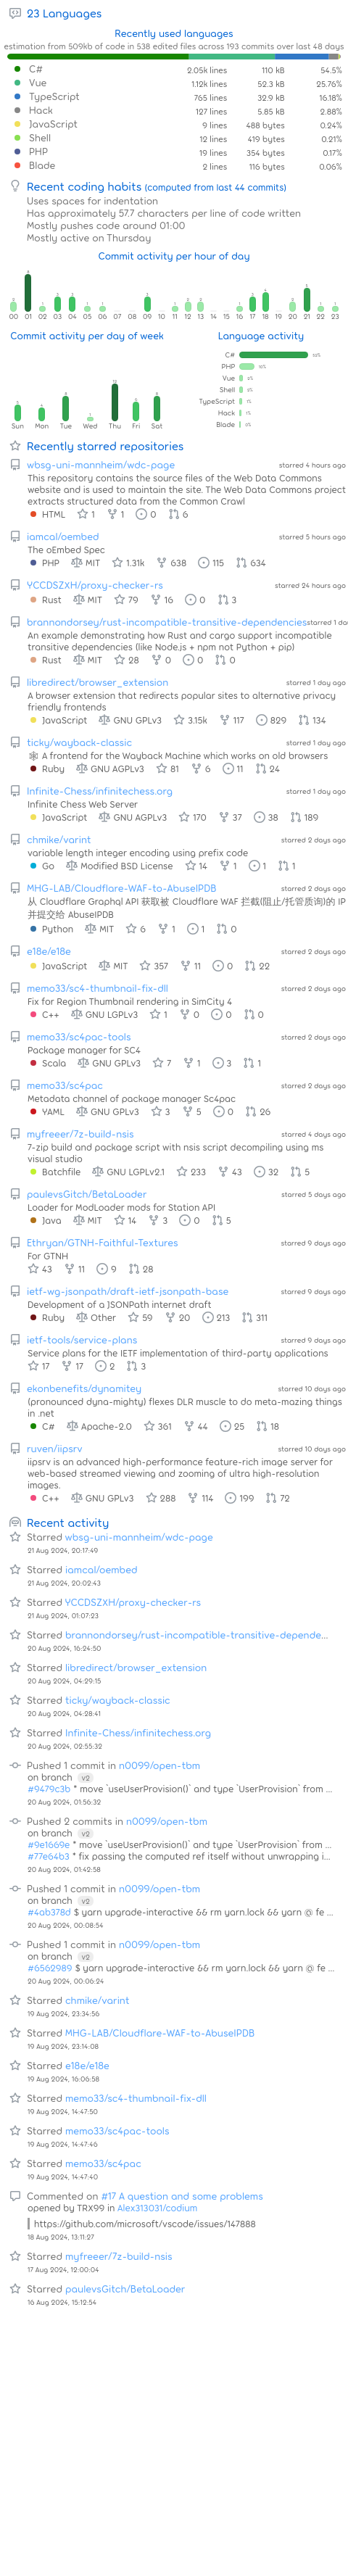 23 Languages
Recently used languages
estimation from 509kb of code in 538 edited files across 193 commits over last 48 days
C# 2.05k lines 110 kB 54.5%
Vue 1.12k lines 52.3 kB 25.76%
TypeScript 765 lines 32.9 kB 16.18%
Hack 127 lines 5.85 kB 2.88%
JavaScript 9 lines 488 bytes 0.24%
Shell 12 lines 419 bytes 0.21%
PHP 19 lines 354 bytes 0.17%
Blade 2 lines 116 bytes 0.06%
Recent coding habits (computed from last 44 commits)
Uses spaces for indentation
Has approximately 57.7 characters per line of code written
Mostly pushes code around 01:00
Mostly active on Thursday
Commit activity per hour of day
00 01 02 03 04 05 06 07 08 09 10 11 12 13 14 15 16 17 18 19 20 21 22 23
Commit activity per day of week
Sun Mon Tue Wed Thu Fri Sat
Language activity
C#
PHP
Vue
Shell
TypeScript
Hack
Blade
Recently starred repositories
wbsg-uni-mannheim/wdc-page starred 4 hours ago
This repository contains the source files of the Web Data Commons
website and is used to maintain the site. The Web Data Commons project
extracts structured data from the Common Crawl
HTML 1 1 0 6
iamcal/oembed starred 5 hours ago
The oEmbed Spec
PHP MIT 1.31k 638 115 634
YCCDSZXH/proxy-checker-rs starred 24 hours ago
Rust MIT 79 16 0 3
brannondorsey/rust-incompatible-transitive-dependencies starred 1 da
An example demonstrating how Rust and cargo support incompatible
transitive dependencies (like Node.js + npm not Python + pip)
Rust MIT 28 0 0 0
libredirect/browser_extension starred 1 day ago
A browser extension that redirects popular sites to alternative privacy
friendly frontends
JavaScript GNU GPLv3 3.15k 117 829 134
ticky/wayback-classic starred 1 day ago
🕸 A frontend for the Wayback Machine which works on old browsers
Ruby GNU AGPLv3 81 6 11 24
Infinite-Chess/infinitechess.org starred 1 day ago
Infinite Chess Web Server
JavaScript GNU AGPLv3 170 37 38 189
chmike/varint starred 2 days ago
variable length integer encoding using prefix code
Go Modified BSD License 14 1 1 1
MHG-LAB/Cloudflare-WAF-to-AbuseIPDB starred 2 days ago
从 Cloudflare Graphql API 获取被 Cloudflare WAF 拦截(阻止/托管质询)的 IP
并提交给 AbuseIPDB
Python MIT 6 1 1 0
e18e/e18e starred 2 days ago
JavaScript MIT 357 11 0 22
memo33/sc4-thumbnail-fix-dll starred 2 days ago
Fix for Region Thumbnail rendering in SimCity 4
C++ GNU LGPLv3 1 0 0 0
memo33/sc4pac-tools starred 2 days ago
Package manager for SC4
Scala GNU GPLv3 7 1 3 1
memo33/sc4pac starred 2 days ago
Metadata channel of package manager Sc4pac
YAML GNU GPLv3 3 5 0 26
myfreeer/7z-build-nsis starred 4 days ago
7-zip build and package script with nsis script decompiling using ms
visual studio
Batchfile GNU LGPLv2.1 233 43 32 5
paulevsGitch/BetaLoader starred 5 days ago
Loader for ModLoader mods for Station API
Java MIT 14 3 0 5
Ethryan/GTNH-Faithful-Textures starred 9 days ago
For GTNH
43 11 9 28
ietf-wg-jsonpath/draft-ietf-jsonpath-base starred 9 days ago
Development of a JSONPath internet draft
Ruby Other 59 20 213 311
ietf-tools/service-plans starred 9 days ago
Service plans for the IETF implementation of third-party applications
17 17 2 3
ekonbenefits/dynamitey starred 10 days ago
(pronounced dyna-mighty) flexes DLR muscle to do meta-mazing things
in .net
C# Apache-2.0 361 44 25 18
ruven/iipsrv starred 10 days ago
iipsrv is an advanced high-performance feature-rich image server for
web-based streamed viewing and zooming of ultra high-resolution
images.
C++ GNU GPLv3 288 114 199 72
Recent activity
Starred wbsg-uni-mannheim/wdc-page
21 Aug 2024, 20:17:49
Starred iamcal/oembed
21 Aug 2024, 20:02:43
Starred YCCDSZXH/proxy-checker-rs
21 Aug 2024, 01:07:23
Starred brannondorsey/rust-incompatible-transitive-depende...
20 Aug 2024, 16:24:50
Starred libredirect/browser_extension
20 Aug 2024, 04:29:15
Starred ticky/wayback-classic
20 Aug 2024, 04:28:41
Starred Infinite-Chess/infinitechess.org
20 Aug 2024, 02:55:32
Pushed 1 commit in n0099/open-tbm
on branch v2
#9479c3b * move `useUserProvision()` and type `UserProvision` from ...
20 Aug 2024, 01:56:32
Pushed 2 commits in n0099/open-tbm
on branch v2
#9e1669e * move `useUserProvision()` and type `UserProvision` from ...
#77e64b3 * fix passing the computed ref itself without unwrapping i...
20 Aug 2024, 01:42:58
Pushed 1 commit in n0099/open-tbm
on branch v2
#4ab378d $ yarn upgrade-interactive && rm yarn.lock && yarn @ fe ...
20 Aug 2024, 00:08:54
Pushed 1 commit in n0099/open-tbm
on branch v2
#6562989 $ yarn upgrade-interactive && rm yarn.lock && yarn @ fe ...
20 Aug 2024, 00:06:24
Starred chmike/varint
19 Aug 2024, 23:34:56
Starred MHG-LAB/Cloudflare-WAF-to-AbuseIPDB
19 Aug 2024, 23:14:08
Starred e18e/e18e
19 Aug 2024, 16:06:58
Starred memo33/sc4-thumbnail-fix-dll
19 Aug 2024, 14:47:50
Starred memo33/sc4pac-tools
19 Aug 2024, 14:47:46
Starred memo33/sc4pac
19 Aug 2024, 14:47:40
Commented on #17 A question and some problems
opened by TRX99 in Alex313031/codium
https://github.com/microsoft/vscode/issues/147888
18 Aug 2024, 13:11:27
Starred myfreeer/7z-build-nsis
17 Aug 2024, 12:00:04
Starred paulevsGitch/BetaLoader
16 Aug 2024, 15:12:54